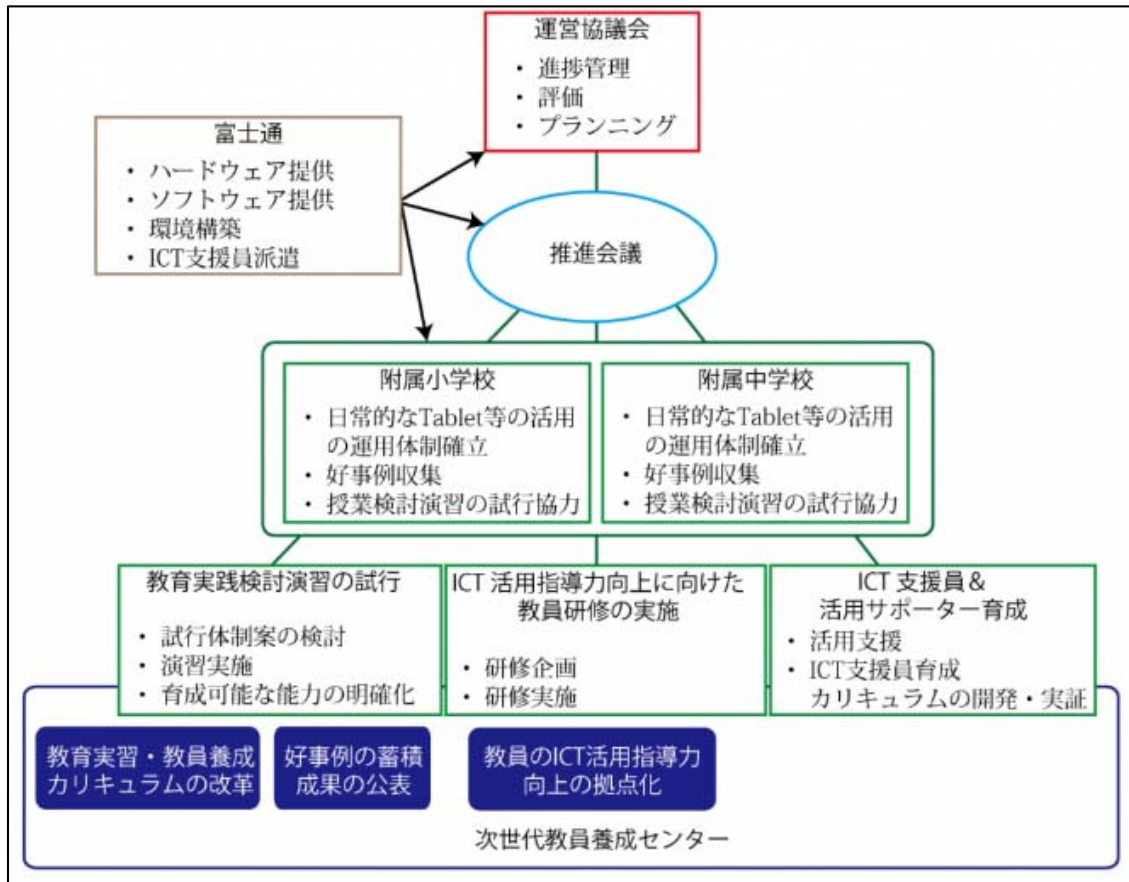 運営協議会
・ 進捗管理
・ 評価
・ プランニング
富士通
・ ハードウェア提供
・ ソフトウェア提供
・ 環境構築
・ ICT支援員派遣
推進会議
附属小学校
・ 日常的なTablet等の活用
の運用体制確立
・ 好事例収集
・ 授業検討演習の試行協力
附属中学校
・ 日常的なTablet等の活用
の運用体制確立
・ 好事例収集
・ 授業検討演習の試行協力
教育実践検討演習の試行
・ 試行体制案の検討
・ 演習実施
・ 育成可能な能力の明確化
ICT 活用指導力向上に向けた
教員研修の実施
・ 研修企画
・ 研修実施
ICT 支援員&
活用サポーター育成
・ 活用支援
・ ICT支援員育成
カリキュラムの開発・実証
教育実習・教員養成
カリキュラムの改革
好事例の蓄積
成果の公表
教員のICT活用指導力
向上の拠点化
次世代教員養成センター